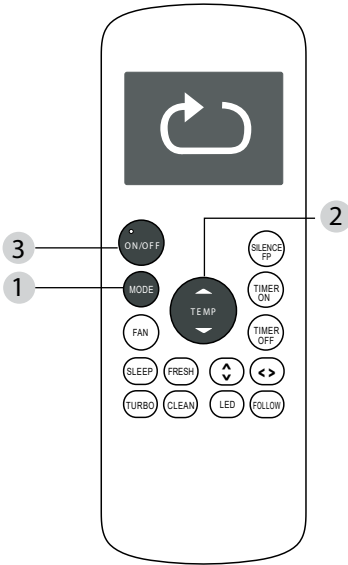 2
ON/OFF
3
SILENCE
FP
1
MODE
TIMER
ON
TEMP
FAN
TIMER
OFF
SLEEP FRESH
TURBO CLEAN LED FOLLOW